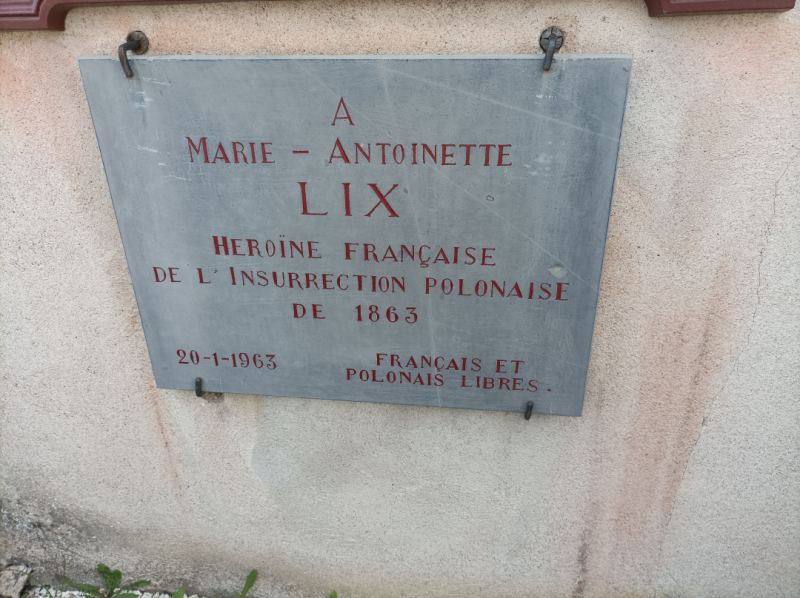 A
MARIE - ANTOINETTE
LIX
HEROÏNE FRANÇAISE
DE L'INSURRECTION POLONAISE
DE 1863
20-1-1963
FRANÇAIS ET
POLONAIS LIBRES.